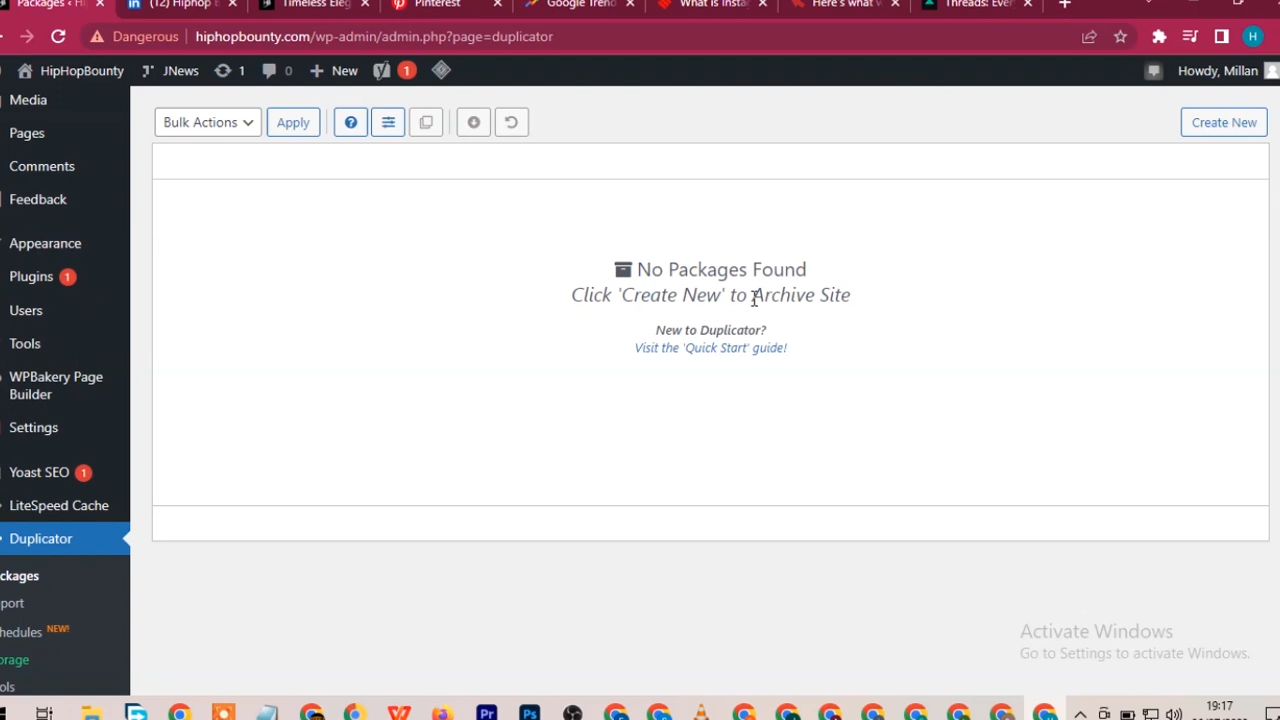 Packages ‹ Hi
(12) Hiphop B
Timeless Eleg
Pinterest
Google Trend
What is Insta
Here's what
Threads: Ever
Dangerous hiphopbounty.com/wp-admin/admin.php?page=duplicator
H
HipHopBounty
JNews
1
0
New
1
Howdy, Millan
Media
Pages
Comments
Feedback
Appearance
Plugins 1
Users
Tools
WPBakery Page
Builder
Settings
Yoast SEO 1
LiteSpeed Cache
Duplicator
ckages
port
hedules NEW!
orage
ols
Bulk Actions
Apply
Create New
No Packages Found
Click 'Create New' to Archive Site
New to Duplicator?
Visit the 'Quick Start' guide!
Activate Windows
Go to Settings to activate Windows.
Pr
Ps
19:17